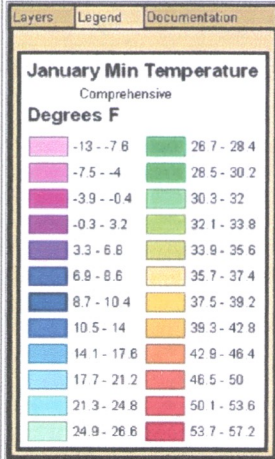 Layers Legend Documentation
January Min Temperature
Comprehensive
Degrees F
-13 - -7.6 26.7 - 28.4
-7.5 - -4 28.5 - 30.2
-3.9 - -0.4 30.3 - 32
-0.3 - 3.2 32.1 - 33.8
3.3 - 6.8 33.9 - 35.6
6.9 - 8.6 35.7 - 37.4
8.7 - 10.4 37.5 - 39.2
10.5 - 14 39.3 - 42.8
14.1 - 17.6 42.9 - 46.4
17.7 - 21.2 46.5 - 50
21.3 - 24.8 50.1 - 53.6
24.9 - 26.6 53.7 - 57.2